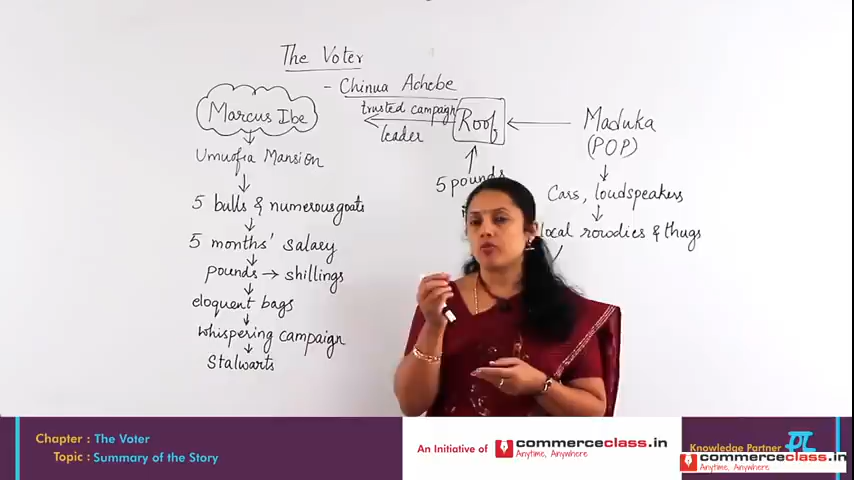 The Voter
- Chinua Achebe
Marcus Ibe
Umuofia Mansion
5 bulls & numerous goats
5 months' salary
pounds → shillings
eloquent bags
whispering campaign
Stalwarts
trusted campaign
leader
Roof
5 pounds
Maduka
(POP)
Cars, loudspeakers
local rowdies & thugs
Chapter : The Voter
Topic : Summary of the Story
An Initiative of commerceclass.in
Anytime, Anywhere
Knowledge Partner
commerceclass.in
Anytime, Anywhere